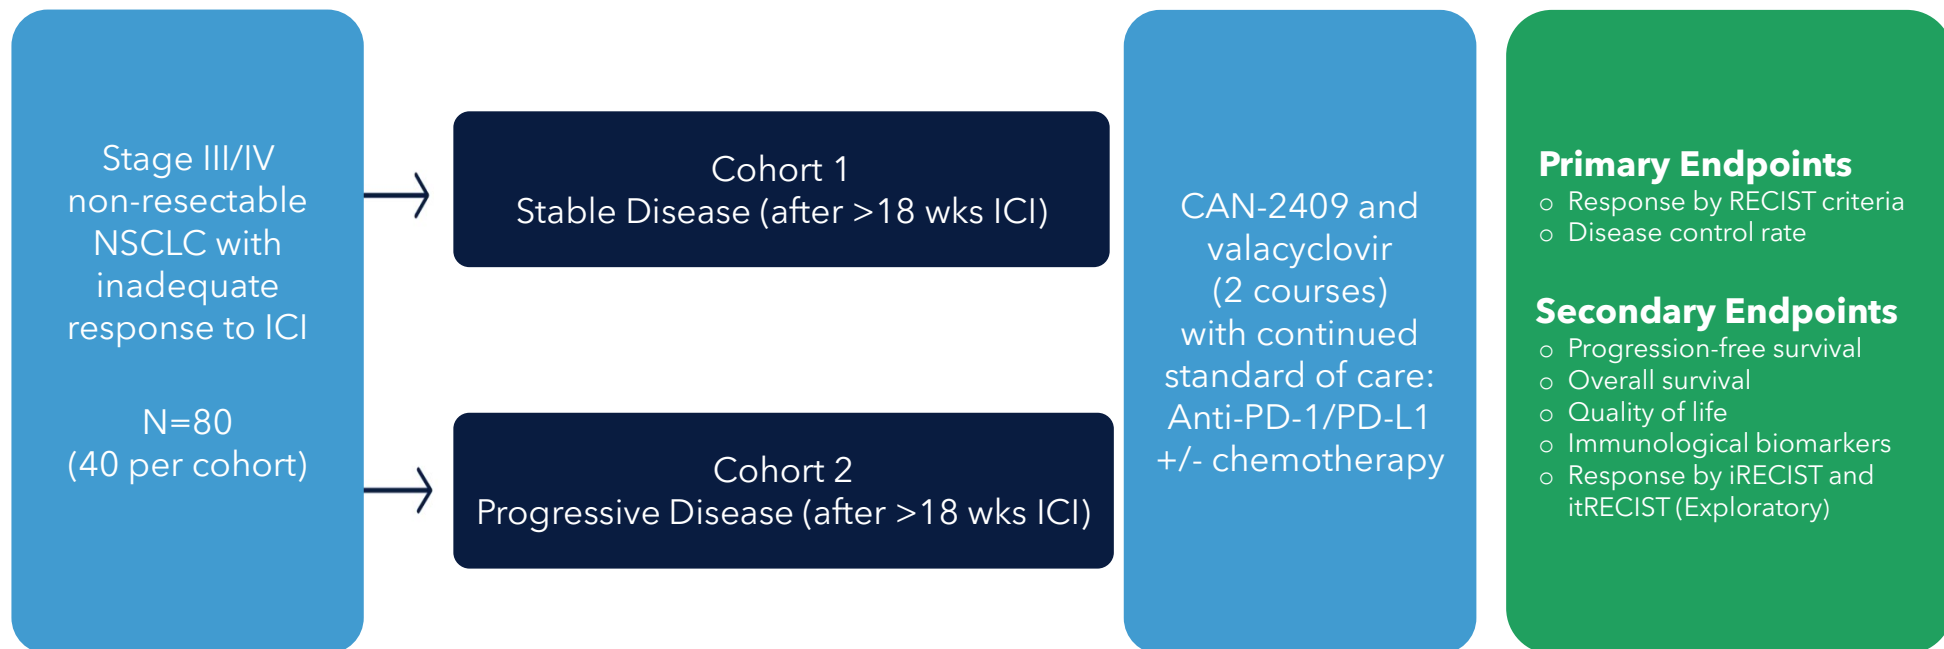 Stage III/IV
non-resectable
NSCLC with
inadequate
response to ICI
N=80
(40 per cohort)
Cohort 1
Stable Disease (after >18 wks ICI)
Cohort 2
Progressive Disease (after >18 wks ICI)
CAN-2409 and
valacyclovir
(2 courses)
with continued
standard of care:
Anti-PD-1/PD-L1
+/- chemotherapy
Primary Endpoints
o Response by RECIST criteria
o Disease control rate
Secondary Endpoints
o Progression-free survival
o Overall survival
o Quality of life
o Immunological biomarkers
o Response by iRECIST and
itRECIST (Exploratory)